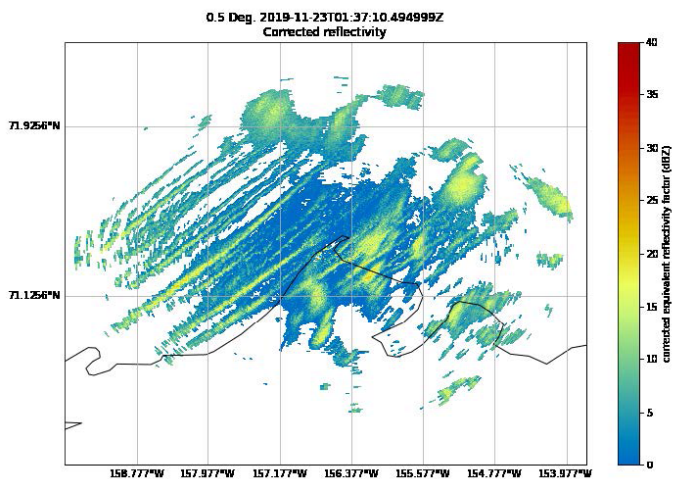 0.5 Deg. 2019-11-23T01:37:10.494999Z
Corrected reflectivity
40
35
30
25
20
15
10
5
0
corrected equivalent reflectivity factor (dBZ)
71.9256°N
71.1256°N
158.777°W 157.977°W 157.177°W 156.377°W 155.577°W 154.777°W 153.977°W